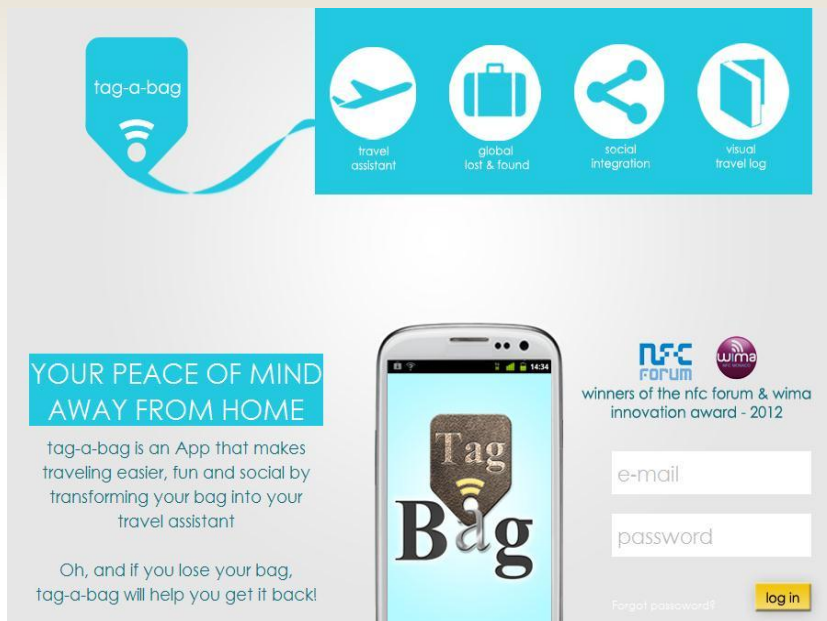 tag-a-bag
travel
assistant
global
lost & found
social
integration
visual
travel log
YOUR PEACE OF MIND
AWAY FROM HOME
tag-a-bag is an App that makes
traveling easier, fun and social by
transforming your bag into your
travel assistant
Oh, and if you lose your bag,
tag-a-bag will help you get it back!
14:34
Tag
Bag
NFC
FORUM
wima
NFC MONACO
winners of the nfc forum & wima
innovation award - 2012
e-mail
password
Forgot passoword?
log in